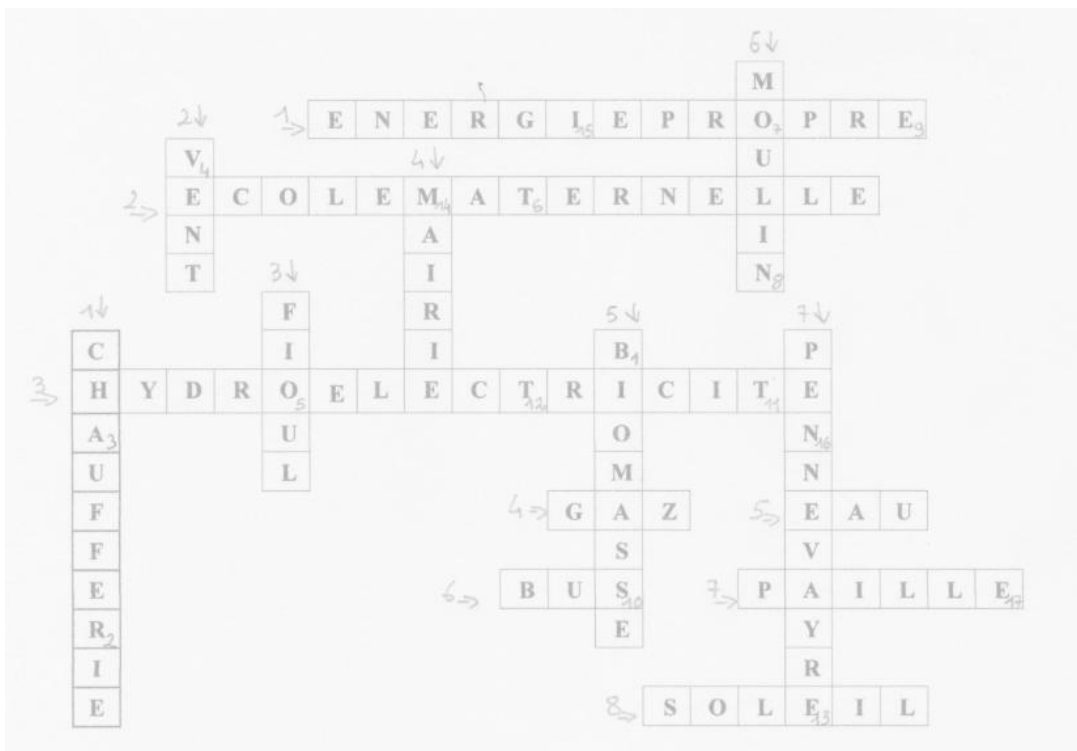 6↓
M
2↓ 1→ E N E R G I15 E P R O7 P R E9
V4 4↓ U
2→ E C O L E M14 A T6 E R N E L L E
N A I
T 3↓ I N8
1↓ F R 5↓ 7↓
C I I B1 P
3→ H Y D R O5 E L E C T12 R I C I T11 E
A3 U O N16
U L M N
F 4→ G A Z 5→ E A U
F S V
E 6→ B U S10 7→ P A I L L E17
R2 E Y
I R
E 8→ S O L E13 I L